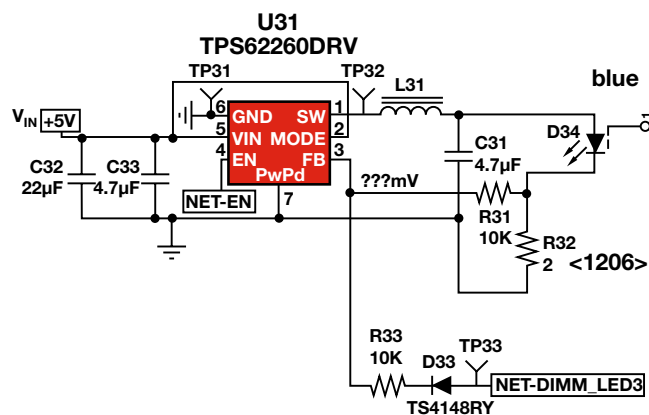 U31
TPS62260DRV
TP31
TP32
L31
blue
VIN +5V
6 GND SW 1
5 VIN MODE 2
4 EN FB 3
PwPd
7
C32
22µF
C33
4.7µF
NET-EN
C31
4.7µF
D34
???mV
R31
10K
R32
2
<1206>
R33
10K
D33
TS4148RY
TP33
NET-DIMM_LED3